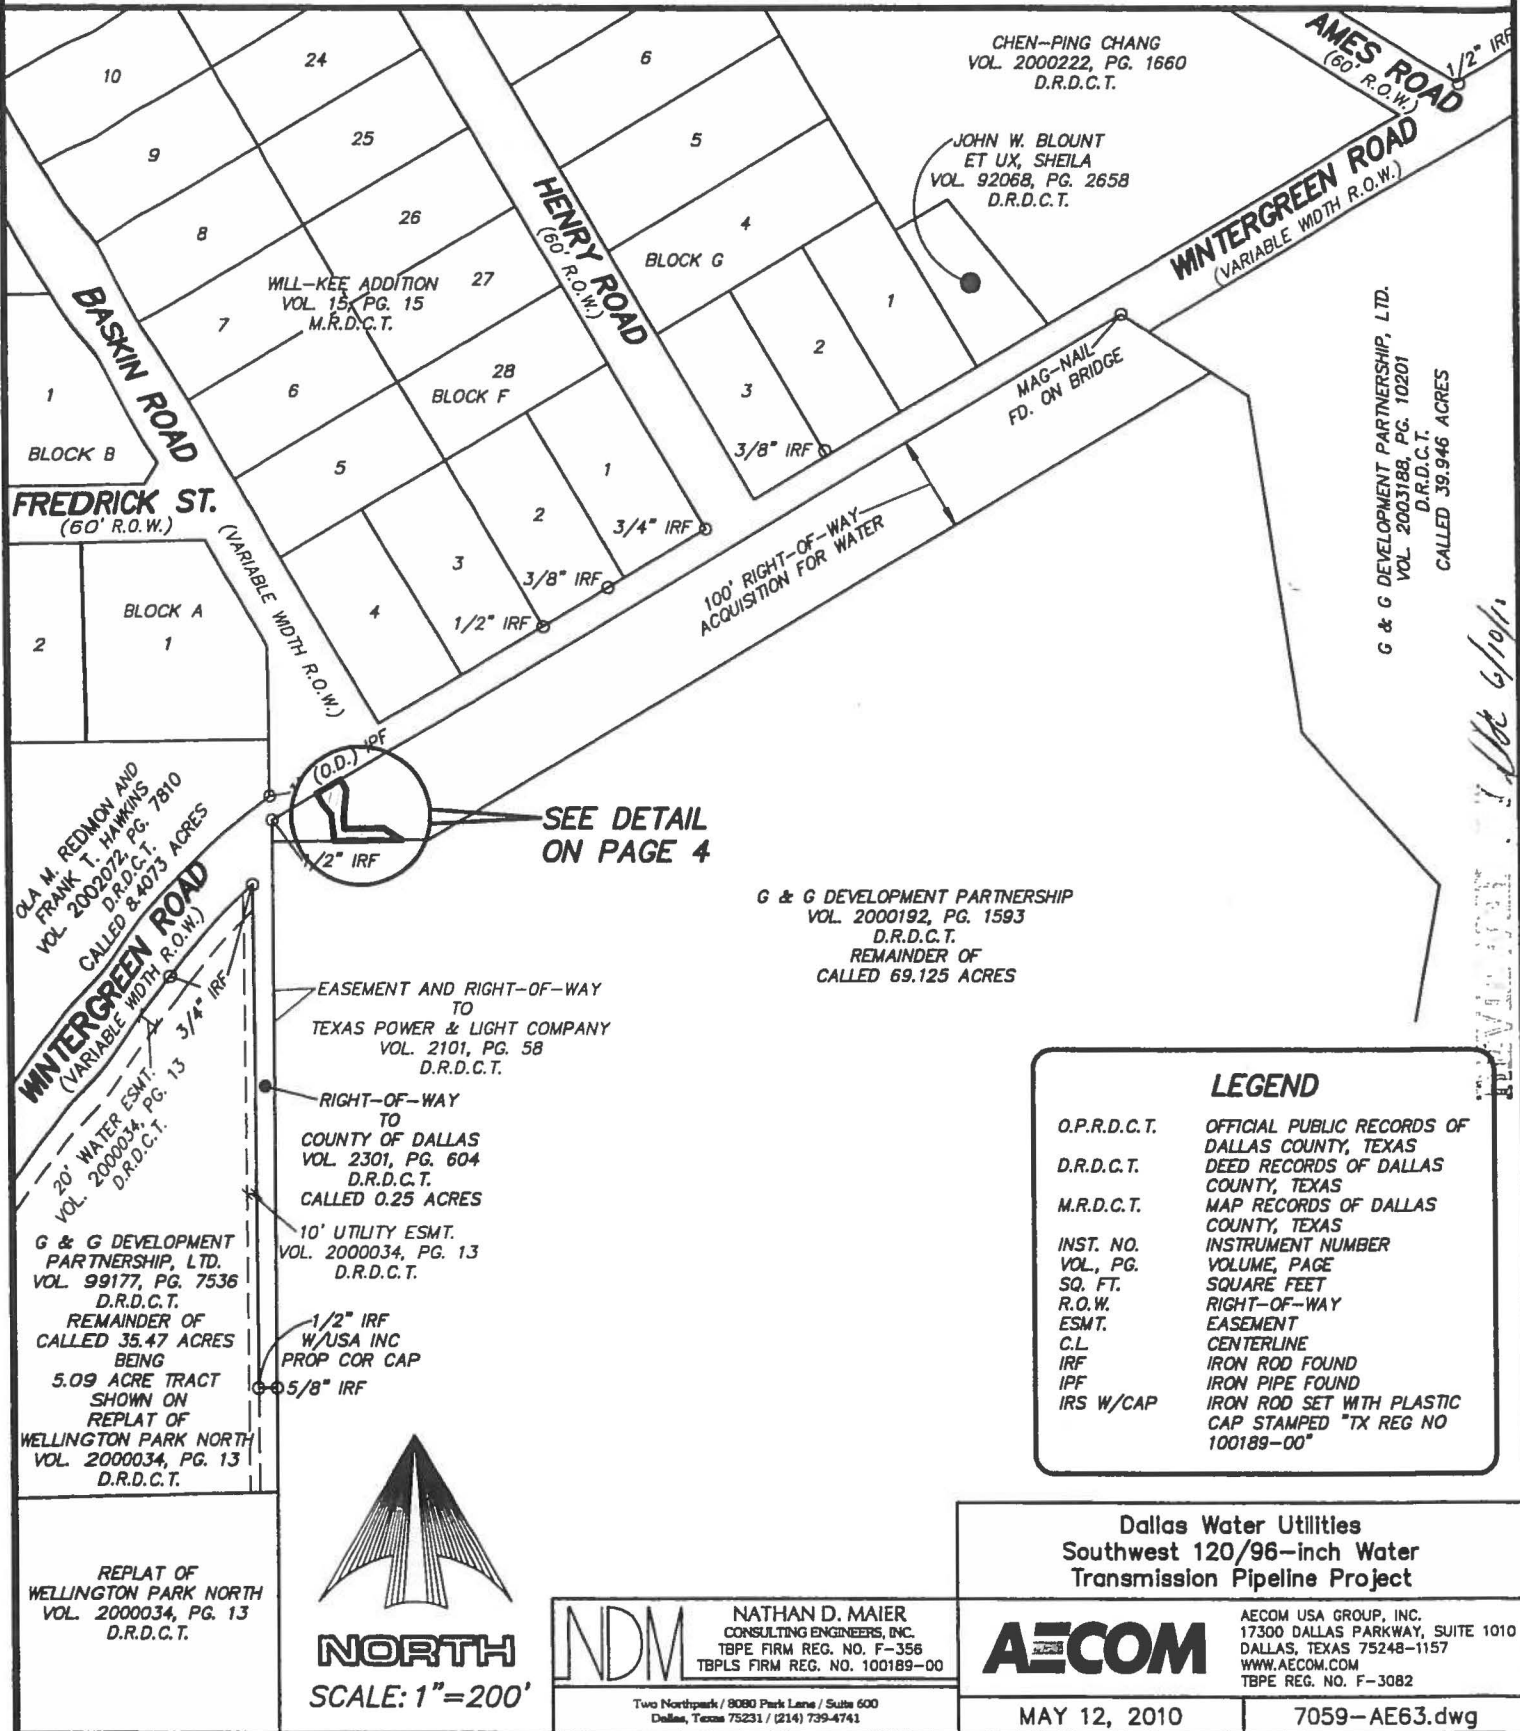 10
24
6
CHEN-PING CHANG
VOL. 2000222, PG. 1660
D.R.D.C.T.
AMES ROAD
(60' R.O.W.)
1/2" IRF
9
25
5
JOHN W. BLOUNT
ET UX, SHEILA
VOL. 92068, PG. 2658
D.R.D.C.T.
WINTERGREEN ROAD
(VARIABLE WIDTH R.O.W.)
8
26
HENRY ROAD
(60' R.O.W.)
4
BLOCK G
WILL-KEE ADDITION
VOL. 15, PG. 15
M.R.D.C.T.
27
7
1
2
3
BASKIN ROAD
(VARIABLE WIDTH R.O.W.)
28
BLOCK F
6
MAG-NAIL
FD. ON BRIDGE
G & G DEVELOPMENT PARTNERSHIP, LTD.
VOL. 2003188, PG. 10201
D.R.D.C.T.
CALLED 39.946 ACRES
1
BLOCK B
3/8" IRF
5
1
FREDRICK ST.
(60' R.O.W.)
2
3/4" IRF
3
3/8" IRF
4
1/2" IRF
100' RIGHT-OF-WAY
ACQUISITION FOR WATER
BLOCK A
2
1
6/10/11
(O.D.) IPF
SEE DETAIL
ON PAGE 4
1/2" IRF
OLA M. REDMON AND
FRANK T. HAWKINS
VOL. 2002072, PG. 7810
D.R.D.C.T.
CALLED 8.4073 ACRES
WINTERGREEN ROAD
(VARIABLE WIDTH R.O.W.)
3/4" IRF
G & G DEVELOPMENT PARTNERSHIP
VOL. 2000192, PG. 1593
D.R.D.C.T.
REMAINDER OF
CALLED 69.125 ACRES
EASEMENT AND RIGHT-OF-WAY
TO
TEXAS POWER & LIGHT COMPANY
VOL. 2101, PG. 58
D.R.D.C.T.
20' WATER ESMT.
VOL. 2000034, PG. 13
D.R.D.C.T.
RIGHT-OF-WAY
TO
COUNTY OF DALLAS
VOL. 2301, PG. 604
D.R.D.C.T.
CALLED 0.25 ACRES
10' UTILITY ESMT.
VOL. 2000034, PG. 13
D.R.D.C.T.
G & G DEVELOPMENT
PARTNERSHIP, LTD.
VOL. 99177, PG. 7536
D.R.D.C.T.
REMAINDER OF
CALLED 35.47 ACRES
BEING
5.09 ACRE TRACT
SHOWN ON
REPLAT OF
WELLINGTON PARK NORTH
VOL. 2000034, PG. 13
D.R.D.C.T.
1/2" IRF
W/USA INC
PROP COR CAP
5/8" IRF
LEGEND
O.P.R.D.C.T. OFFICIAL PUBLIC RECORDS OF
DALLAS COUNTY, TEXAS
D.R.D.C.T. DEED RECORDS OF DALLAS
COUNTY, TEXAS
M.R.D.C.T. MAP RECORDS OF DALLAS
COUNTY, TEXAS
INST. NO. INSTRUMENT NUMBER
VOL., PG. VOLUME, PAGE
SQ. FT. SQUARE FEET
R.O.W. RIGHT-OF-WAY
ESMT. EASEMENT
C.L. CENTERLINE
IRF IRON ROD FOUND
IPF IRON PIPE FOUND
IRS W/CAP IRON ROD SET WITH PLASTIC
CAP STAMPED "TX REG NO
100189-00"
REPLAT OF
WELLINGTON PARK NORTH
VOL. 2000034, PG. 13
D.R.D.C.T.
NORTH
SCALE: 1"=200'
NDM
NATHAN D. MAIER
CONSULTING ENGINEERS, INC.
TBPE FIRM REG. NO. F-356
TBPLS FIRM REG. NO. 100189-00
Two Northpark / 8080 Park Lane / Suite 600
Dallas, Texas 75231 / (214) 739-4741
Dallas Water Utilities
Southwest 120/96-inch Water
Transmission Pipeline Project
AECOM
AECOM USA GROUP, INC.
17300 DALLAS PARKWAY, SUITE 1010
DALLAS, TEXAS 75248-1157
WWW.AECOM.COM
TBPE REG. NO. F-3082
MAY 12, 2010
7059-AE63.dwg